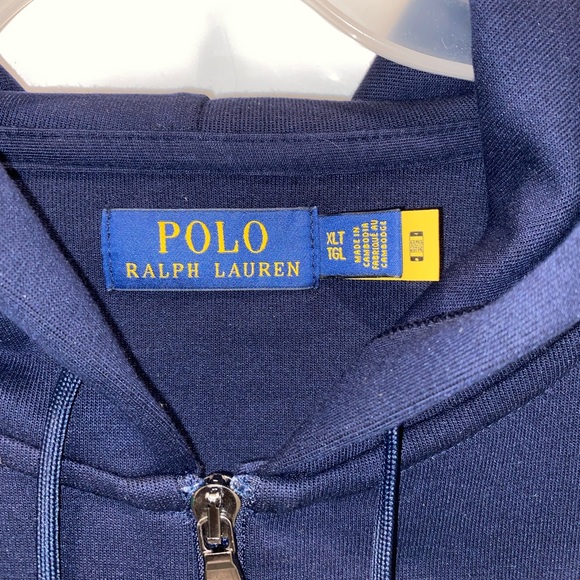 POLO
RALPH LAUREN
XLT
TGL
MADE IN
CAMBODIA
FABRIQUÉ AU
CAMBODGE